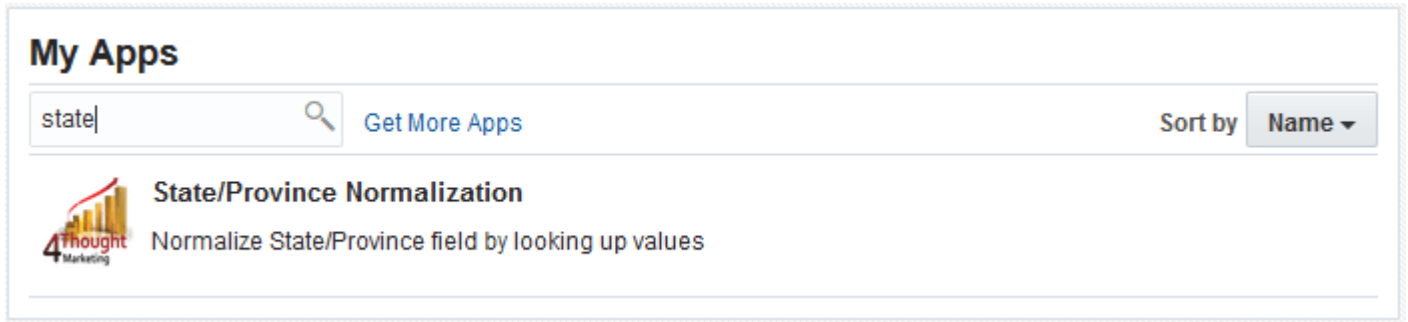 My Apps
state
Get More Apps
Sort by Name
State/Province Normalization
4Thought
Marketing
Normalize State/Province field by looking up values